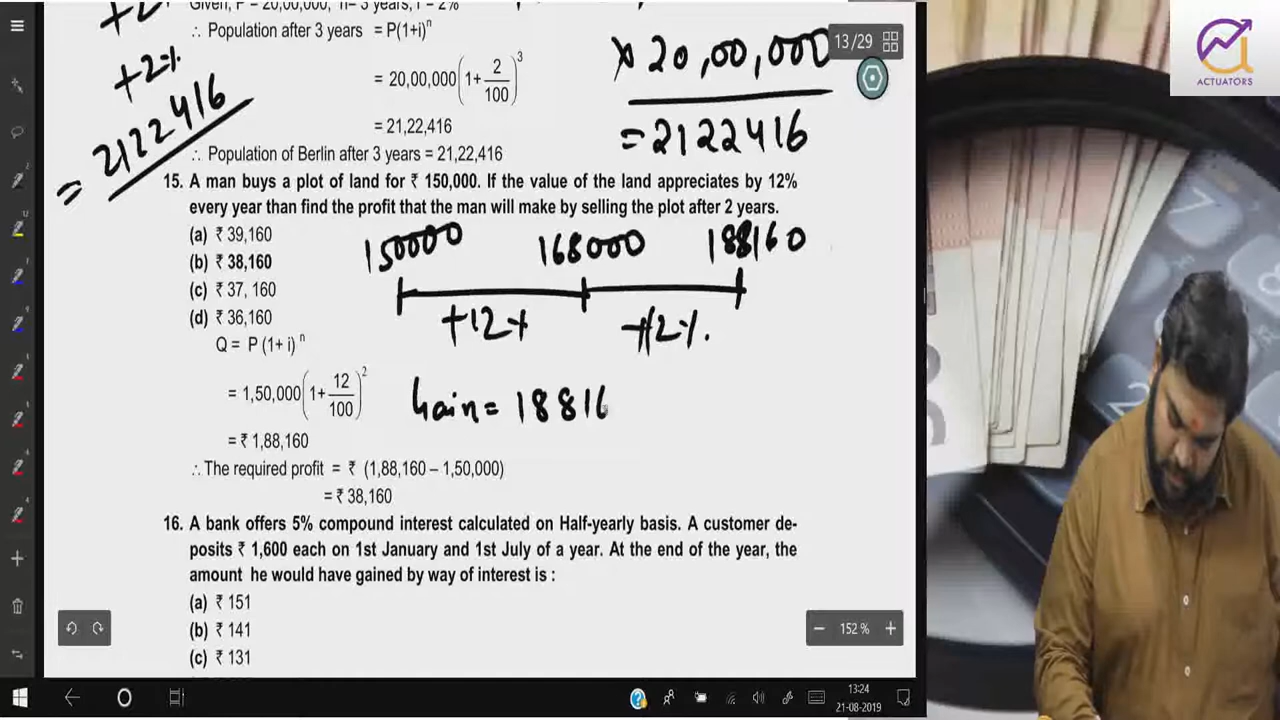 +2
+2%
= 2122416
Given, P = 20,00,000, n= 3 years, i = 2%
∴ Population after 3 years = P(1+i)^n
= 20,00,000(1+2/100)^3
= 21,22,416
∴ Population of Berlin after 3 years = 21,22,416
× 20,00,000
= 2122416
13/29
ACTUATORS
15. A man buys a plot of land for ₹ 150,000. If the value of the land appreciates by 12%
every year than find the profit that the man will make by selling the plot after 2 years.
(a) ₹ 39,160
(b) ₹ 38,160
(c) ₹ 37, 160
(d) ₹ 36,160
150000 168000 188160
+12% +12%.
Q = P (1+ i)^n
= 1,50,000(1+12/100)^2
Gain = 18816
= ₹ 1,88,160
∴ The required profit = ₹ (1,88,160 – 1,50,000)
= ₹ 38,160
16. A bank offers 5% compound interest calculated on Half-yearly basis. A customer de-
posits ₹ 1,600 each on 1st January and 1st July of a year. At the end of the year, the
amount he would have gained by way of interest is :
(a) ₹ 151
(b) ₹ 141
(c) ₹ 131
152 %
13:24
21-08-2019